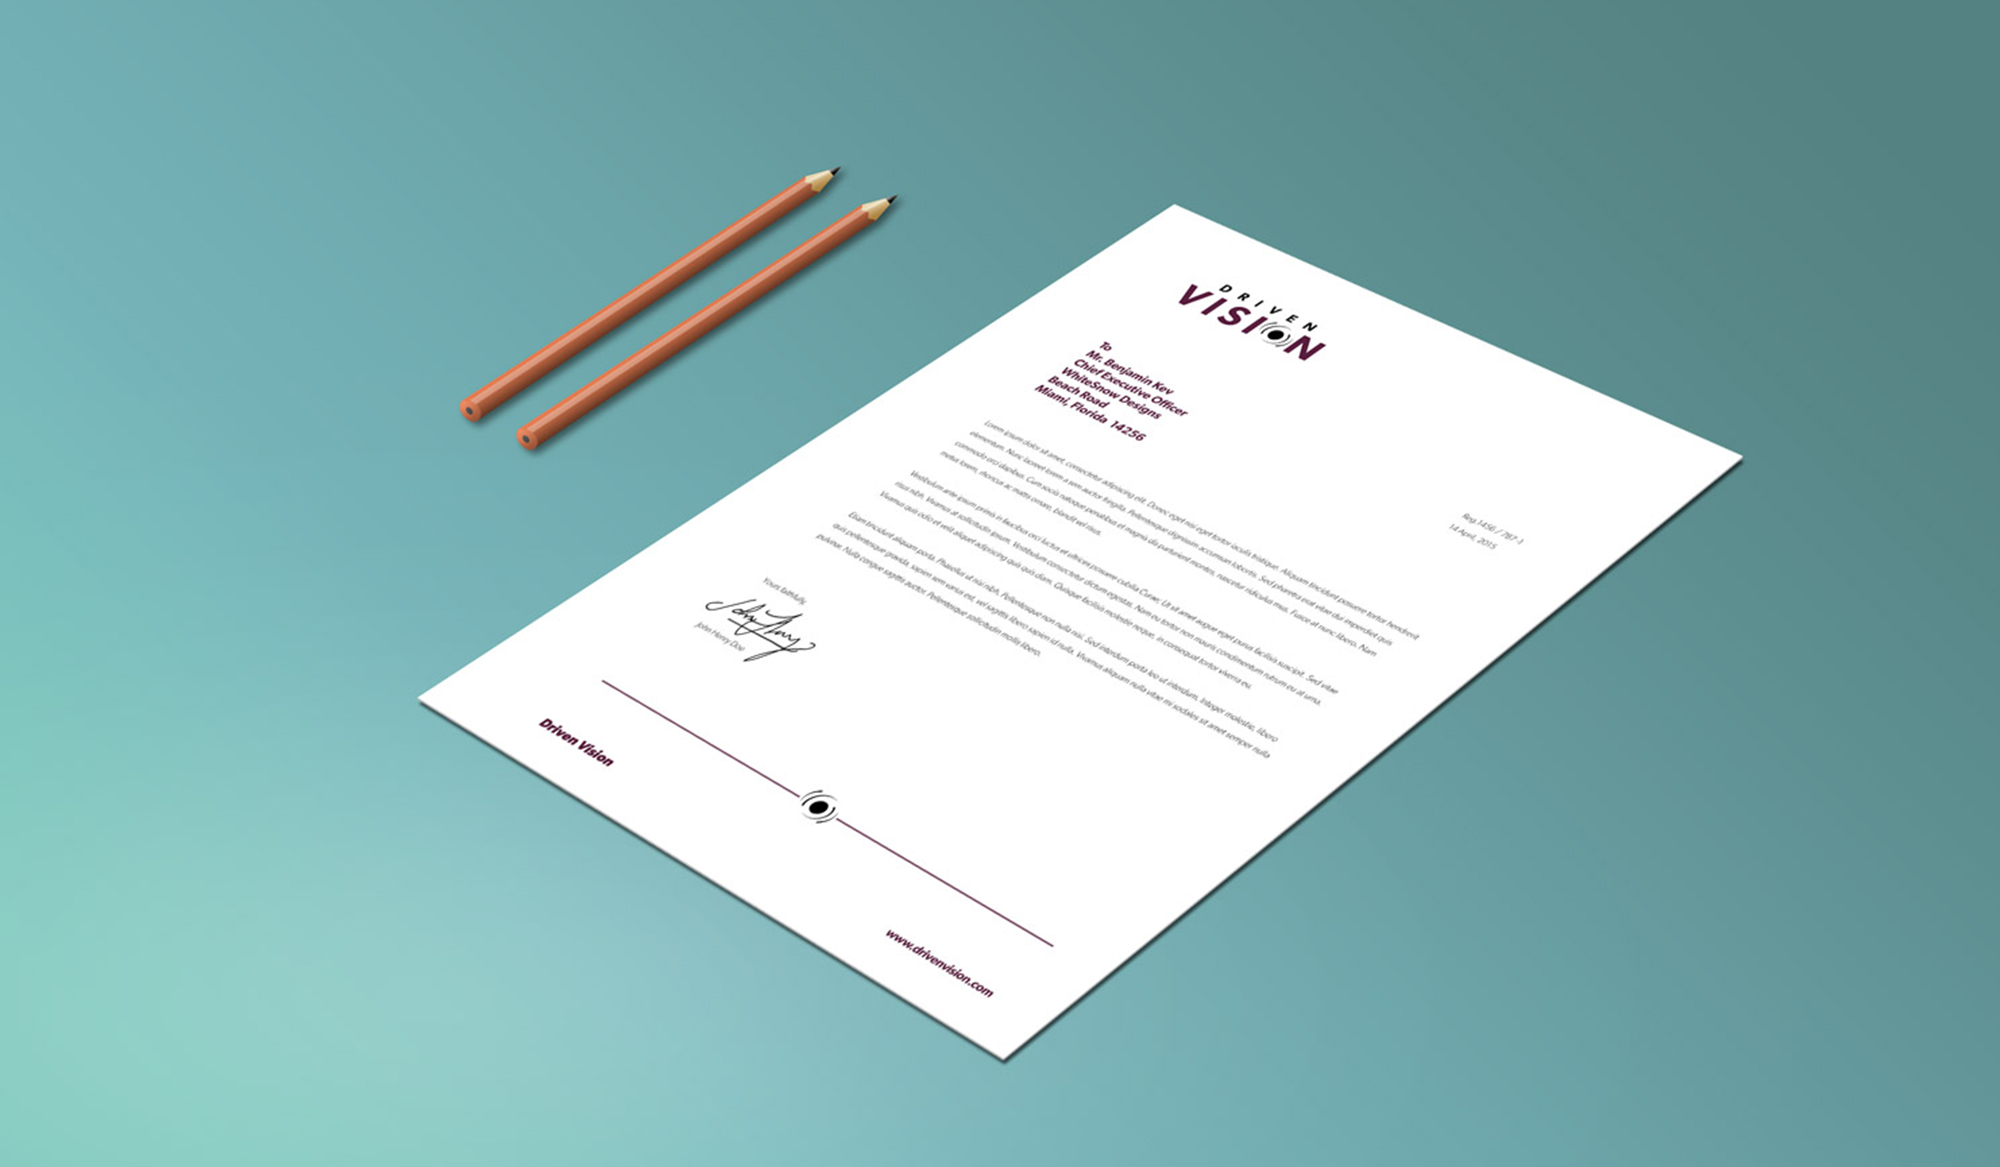 DRIVEN
VISION
To
Mr. Benjamin Kev
Chief Executive Officer
WhiteSnow Designs
Beach Road
Miami, Florida 14256
Reg.1456 / 787-1
14 April, 2015
Lorem ipsum dolor sit amet, consectetur adipiscing elit. Donec eget nisi eget tortor iaculis tristique. Aliquam tincidunt posuere tortor hendrerit
elementum. Nunc laoreet lorem a sem auctor fringilla. Pellentesque dignissim accumsan lobortis. Sed pharetra erat vitae dui imperdiet quis
commodo orci dapibus. Cum sociis natoque penatibus et magnis dis parturient montes, nascetur ridiculus mus. Fusce at nunc libero. Nam
metus lorem, rhoncus ac mattis ornare, blandit vel risus.
Vestibulum ante ipsum primis in faucibus orci luctus et ultrices posuere cubilia Curae; Ut sit amet augue eget purus facilisis suscipit. Sed vitae
risus nibh. Vivamus at sollicitudin ipsum. Vestibulum consectetur dictum egestas. Nam eu tortor non mauris condimentum rutrum eu at urna.
Vivamus quis odio et velit aliquet adipiscing quis quis diam. Quisque facilisis molestie neque, in consequat tortor viverra eu.
Etiam tincidunt aliquam porta. Phasellus ut nisi nibh. Pellentesque non nulla nisi. Sed interdum porta leo ut interdum. Integer molestie, libero
quis pellentesque gravida, sapien sem varius est, vel sagittis libero sapien id nulla. Vivamus aliquam nulla vitae mi sodales sit amet semper nulla
pulvinar. Nulla congue sagittis auctor. Pellentesque sollicitudin mollis libero.
Yours faithfully,
John Henry Doe
Driven Vision
www.drivenvision.com